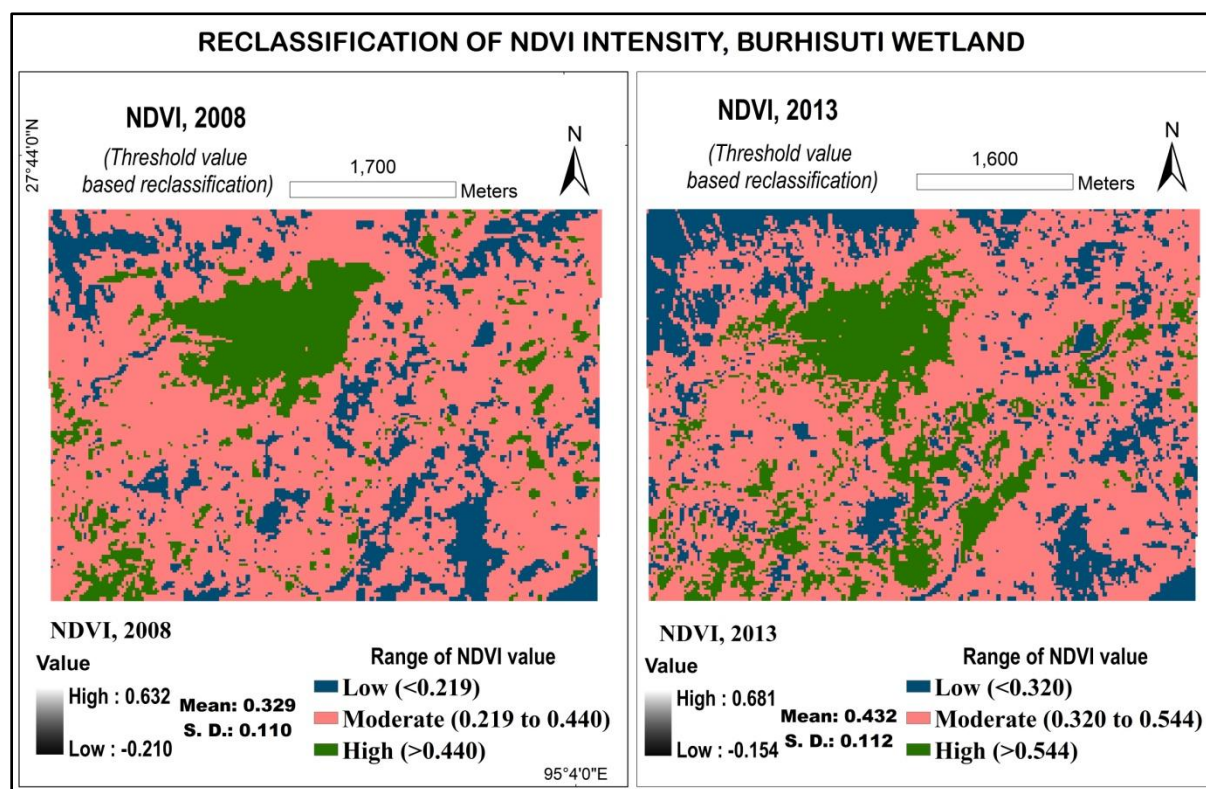 RECLASSIFICATION OF NDVI INTENSITY, BURHISUTI WETLAND
27°44'0"N
NDVI, 2008
(Threshold value
based reclassification)
1,700
Meters
N
NDVI, 2008
Value
High : 0.632
Low : -0.210
Mean: 0.329
S. D.: 0.110
Range of NDVI value
Low (<0.219)
Moderate (0.219 to 0.440)
High (>0.440)
95°4'0"E
NDVI, 2013
(Threshold value
based reclassification)
1,600
Meters
N
NDVI, 2013
Value
High : 0.681
Low : -0.154
Mean: 0.432
S. D.: 0.112
Range of NDVI value
Low (<0.320)
Moderate (0.320 to 0.544)
High (>0.544)